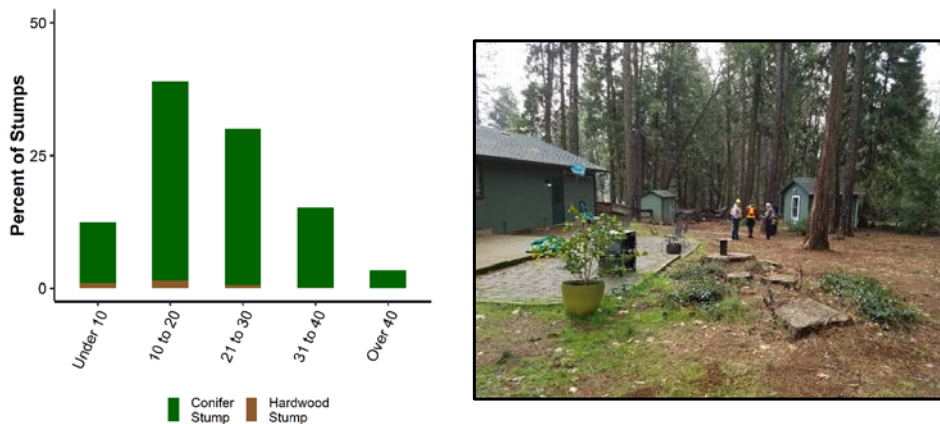 50
25
0
Percent of Stumps
Under 10
10 to 20
21 to 30
31 to 40
Over 40
Conifer
Stump
Hardwood
Stump